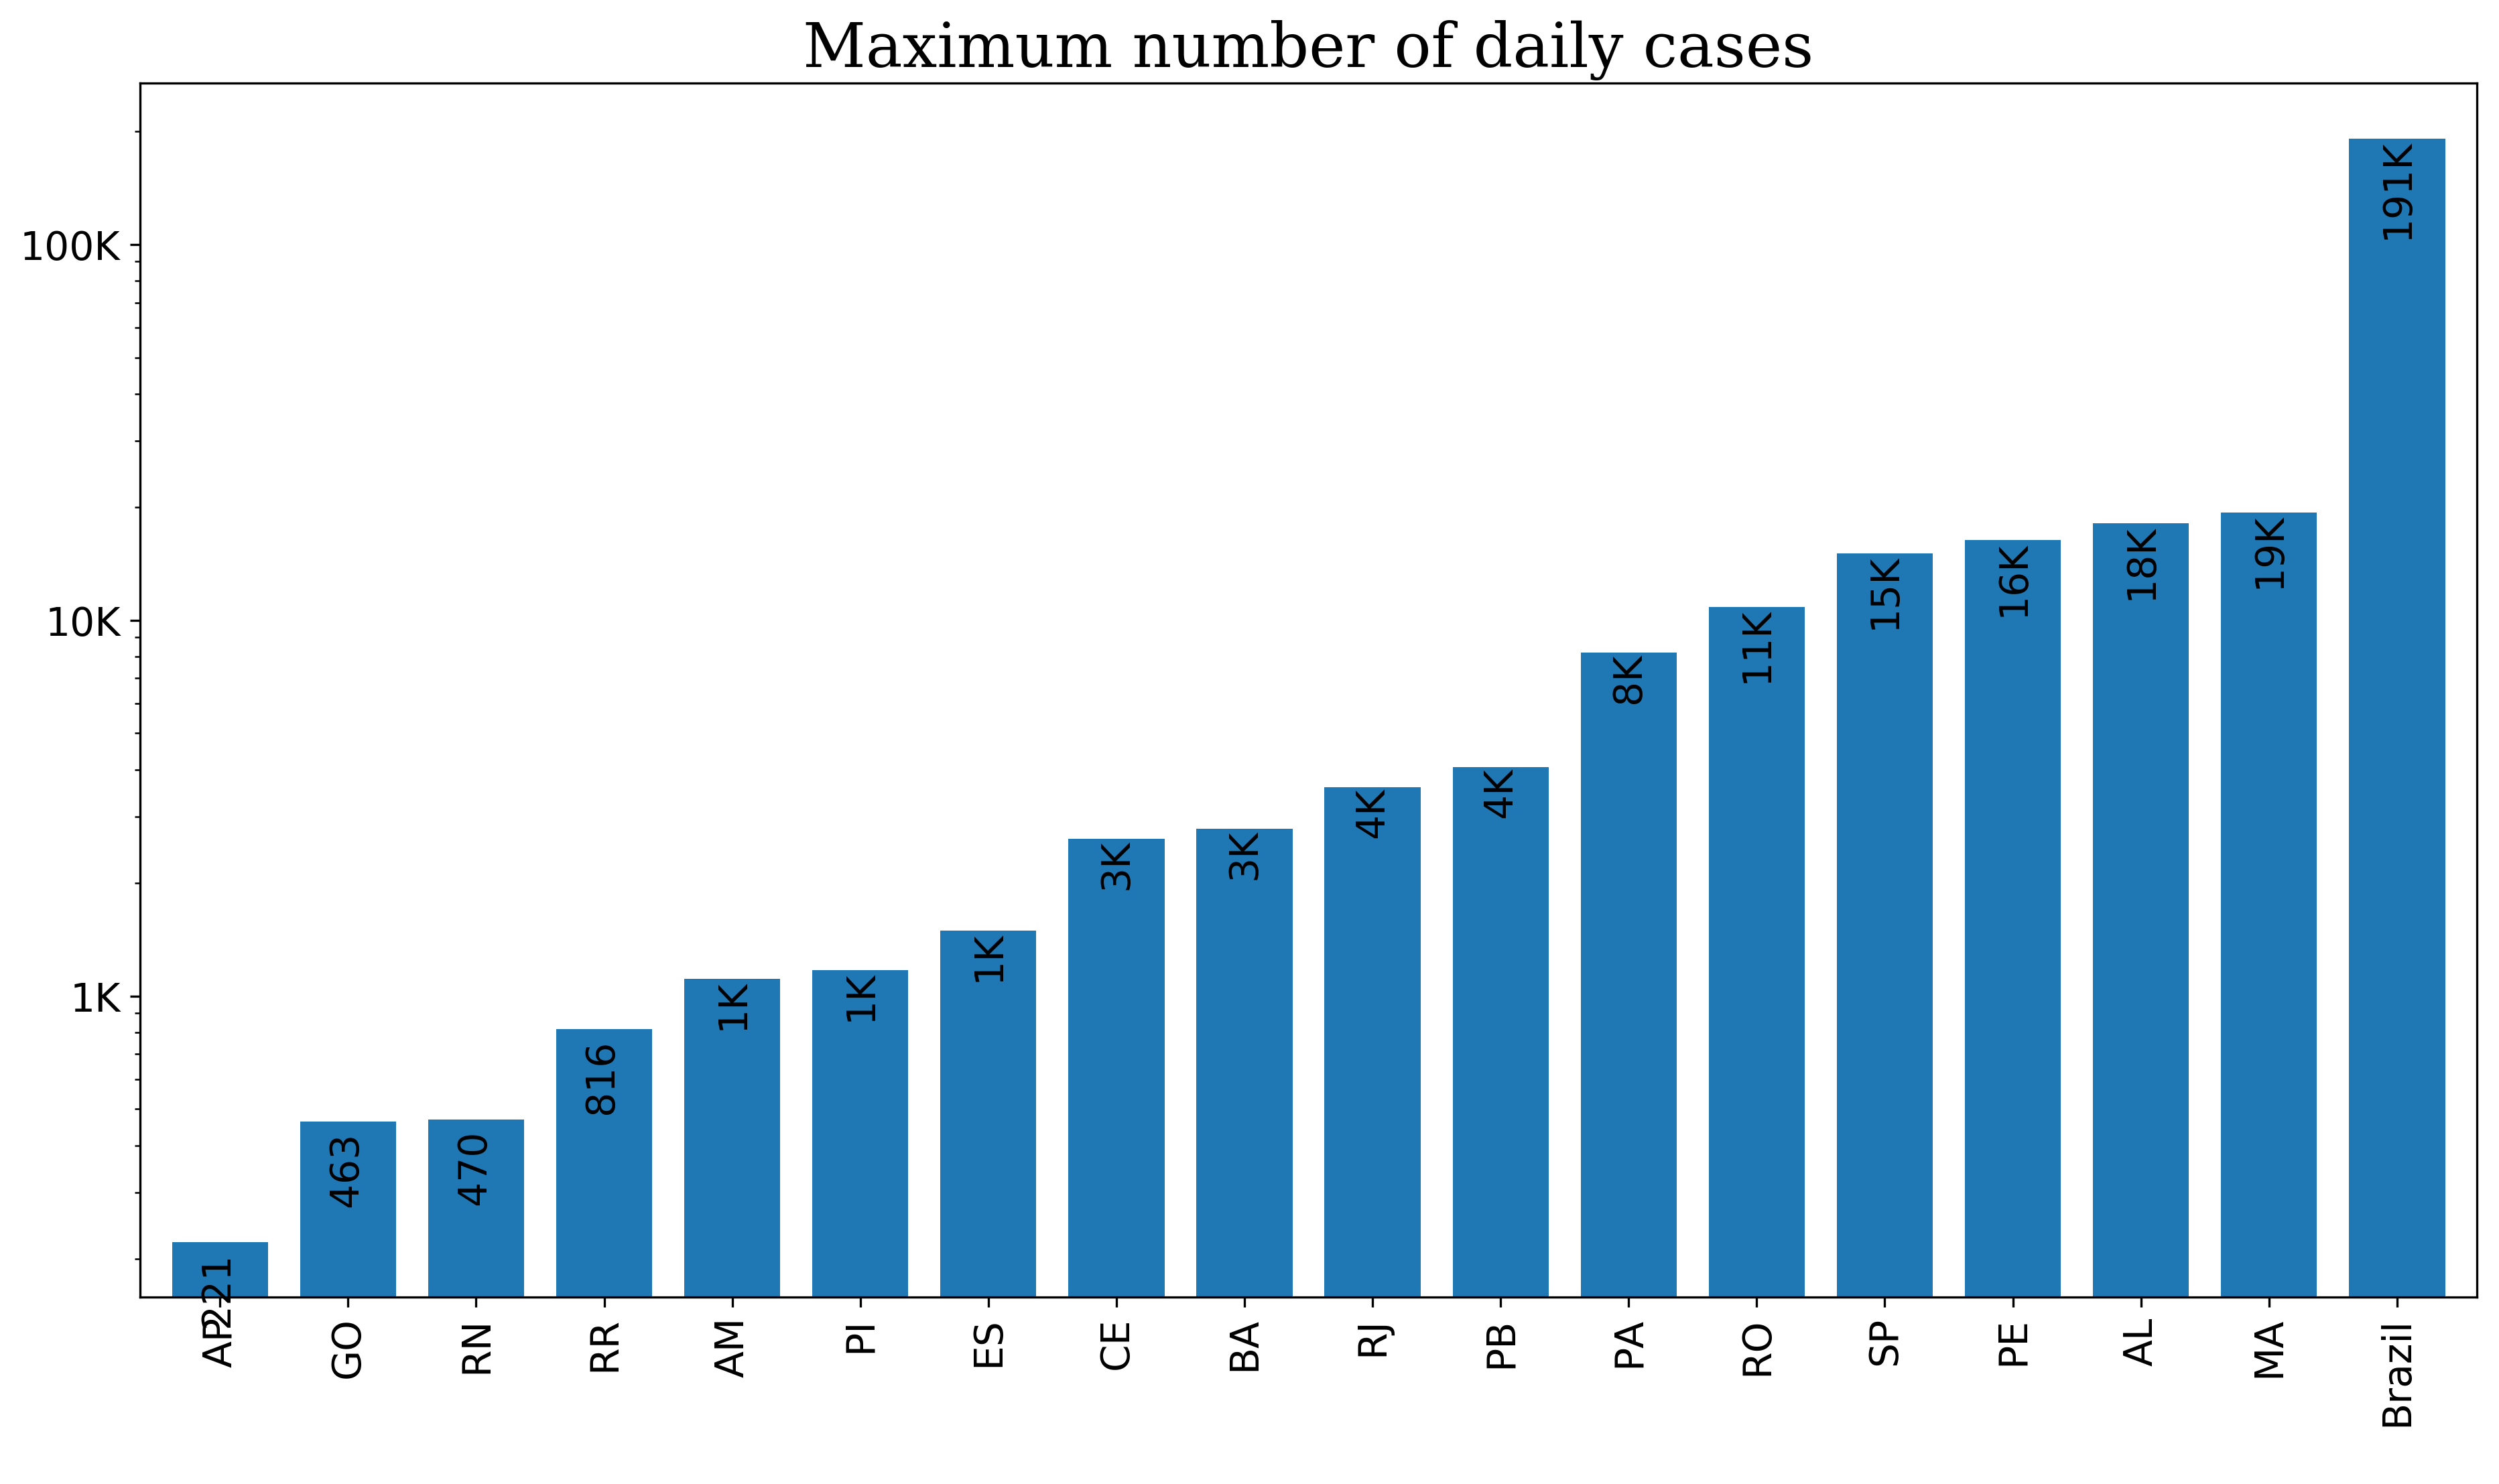 Maximum number of daily cases
100K
10K
1K
221
463
470
816
1K
1K
1K
3K
3K
4K
4K
8K
11K
15K
16K
18K
19K
191K
AP
GO
RN
RR
AM
PI
ES
CE
BA
RJ
PB
PA
RO
SP
PE
AL
MA
Brazil